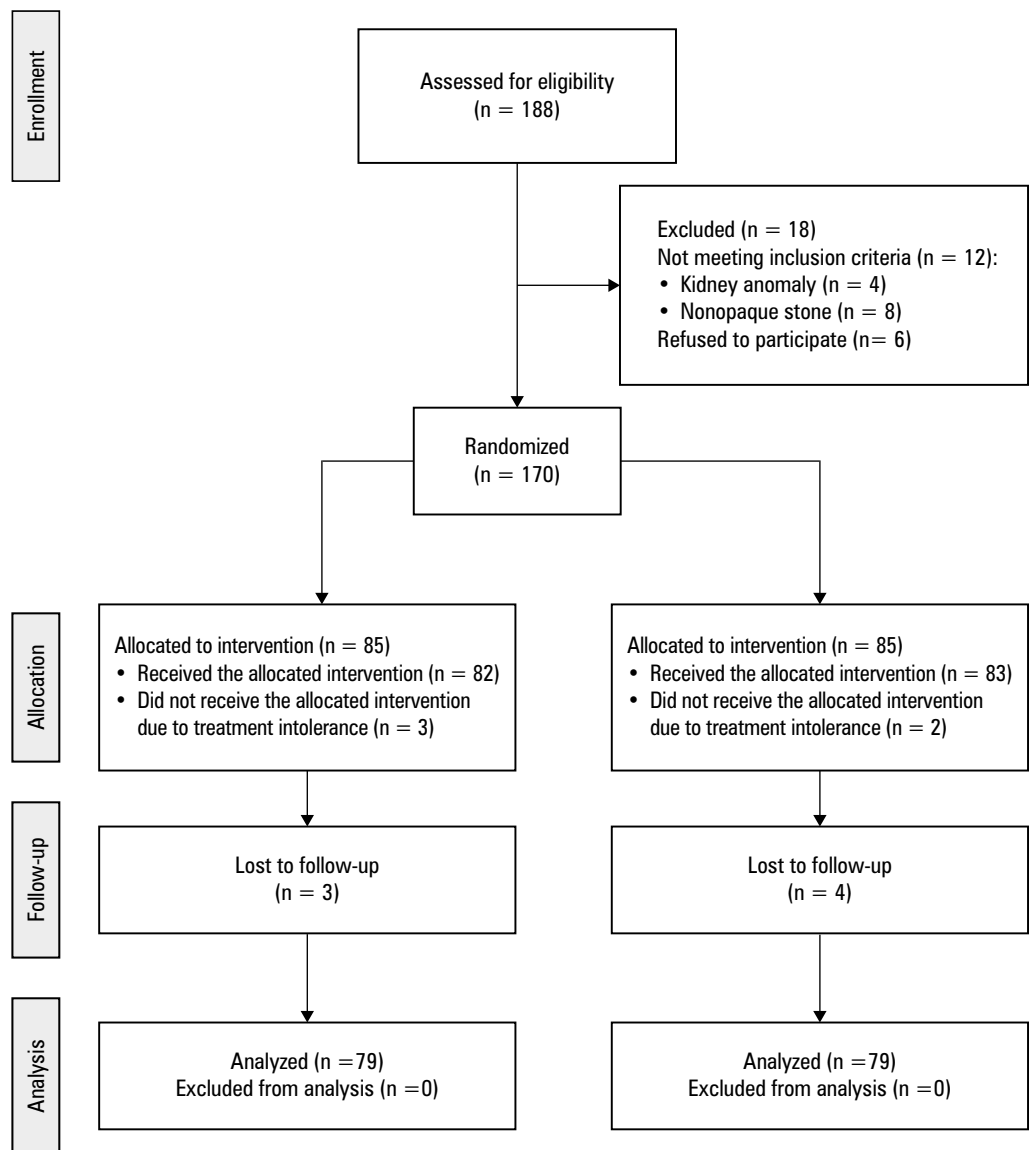 Enrollment
Assessed for eligibility
(n = 188)
Excluded (n = 18)
Not meeting inclusion criteria (n = 12):
• Kidney anomaly (n = 4)
• Nonopaque stone (n = 8)
Refused to participate (n= 6)
Randomized
(n = 170)
Allocation
Allocated to intervention (n = 85)
• Received the allocated intervention (n = 82)
• Did not receive the allocated intervention
due to treatment intolerance (n = 3)
Allocated to intervention (n = 85)
• Received the allocated intervention (n = 83)
• Did not receive the allocated intervention
due to treatment intolerance (n = 2)
Follow-up
Lost to follow-up
(n = 3)
Lost to follow-up
(n = 4)
Analysis
Analyzed (n =79)
Excluded from analysis (n =0)
Analyzed (n =79)
Excluded from analysis (n =0)